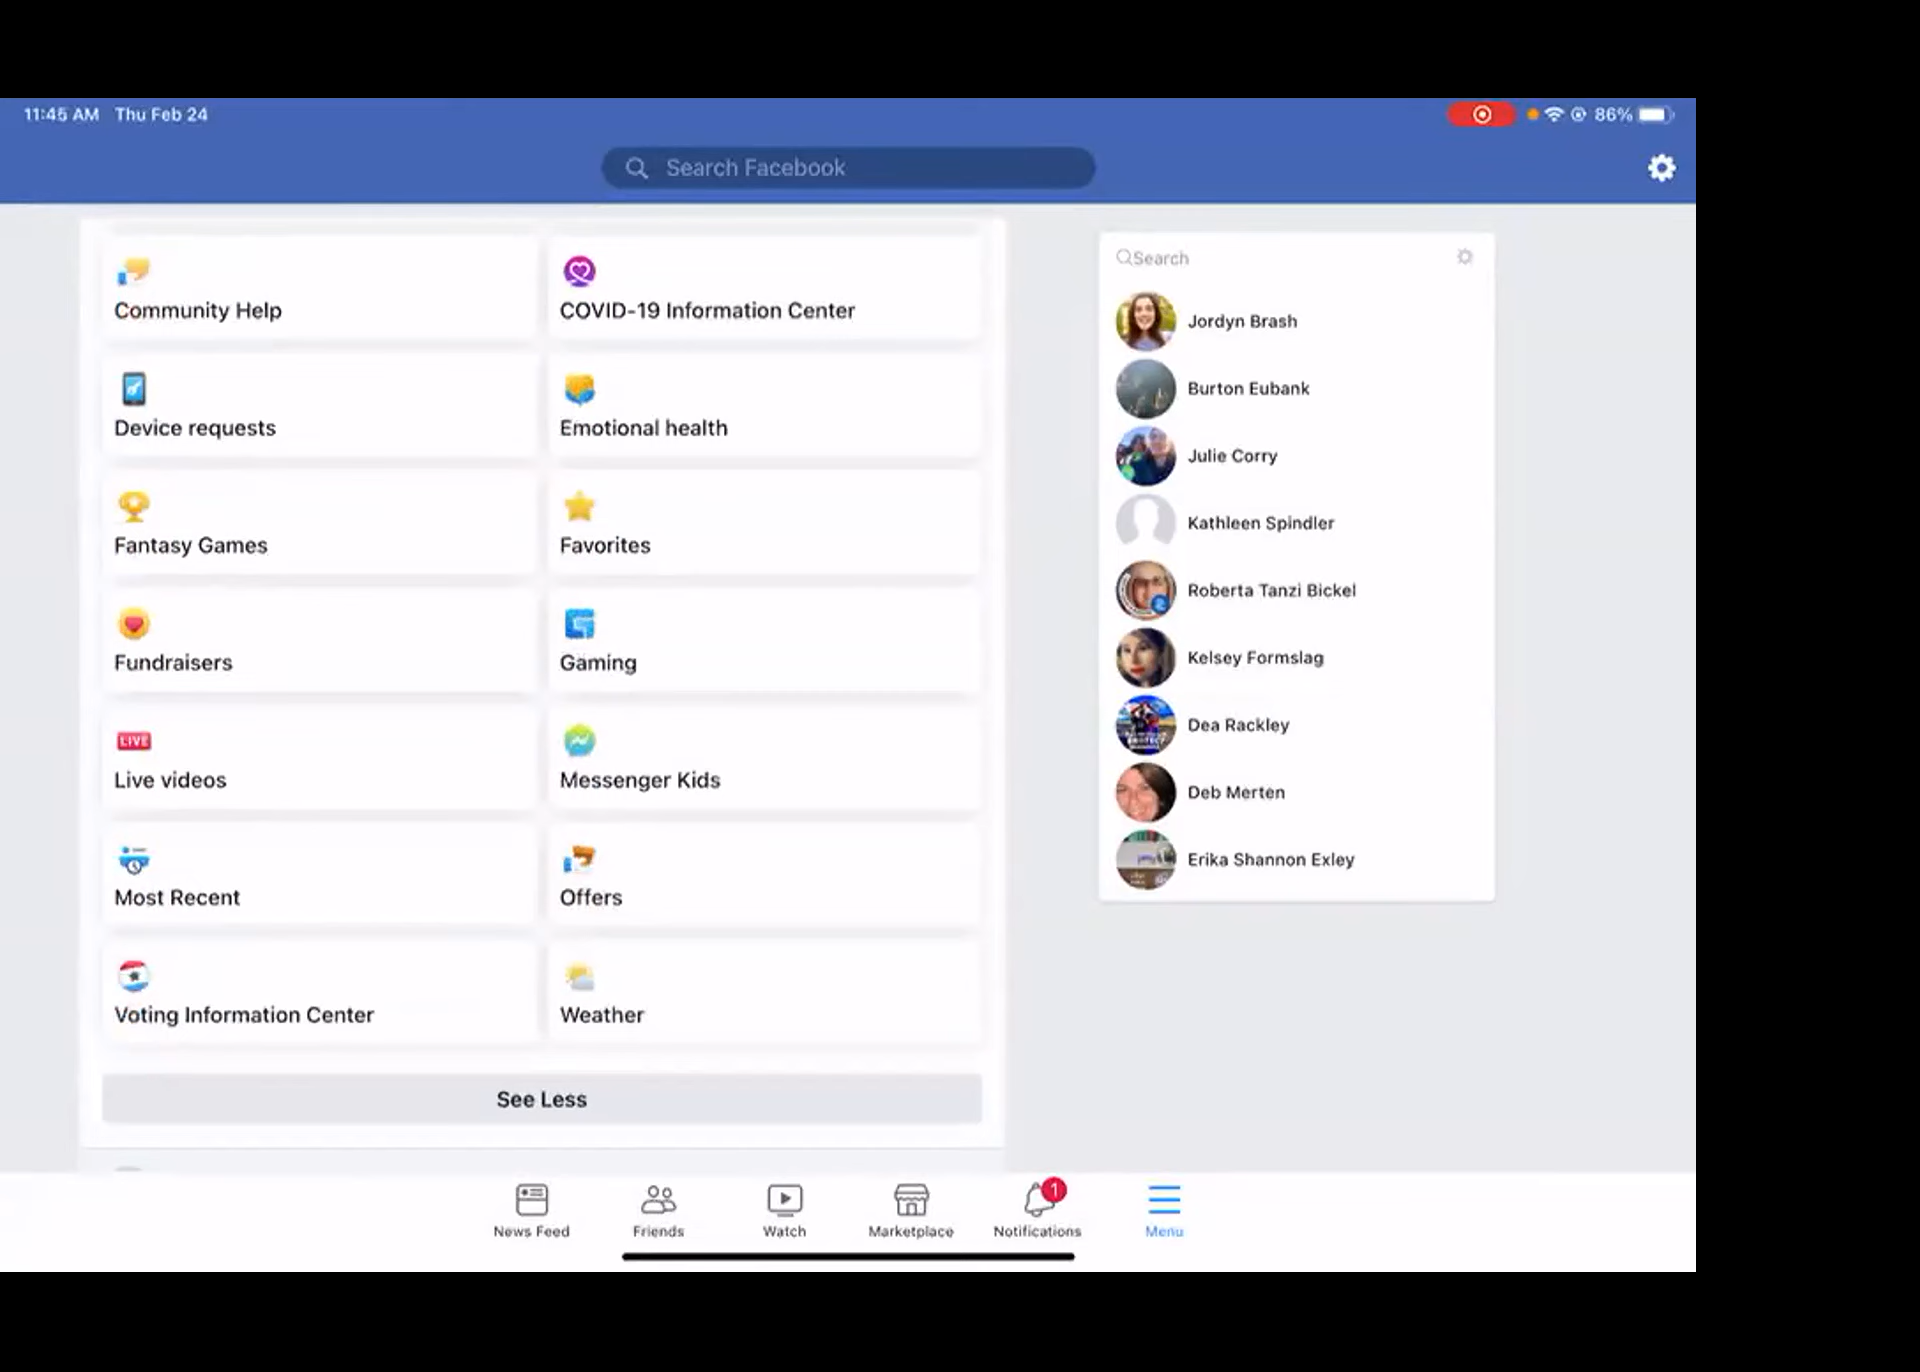 11:45 AM Thu Feb 24
86%
Search Facebook
Community Help
COVID-19 Information Center
Device requests
Emotional health
Fantasy Games
Favorites
Fundraisers
Gaming
LIVE
Live videos
Messenger Kids
Most Recent
Offers
Voting Information Center
Weather
See Less
Search
Jordyn Brash
Burton Eubank
Julie Corry
Kathleen Spindler
Roberta Tanzi Bickel
Kelsey Formslag
Dea Rackley
Deb Merten
Erika Shannon Exley
News Feed
Friends
Watch
Marketplace
1
Notifications
Menu